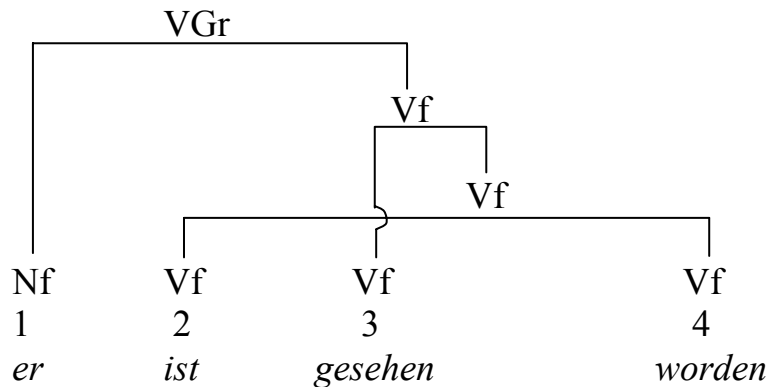 VGr
Vf
Vf
Nf Vf Vf Vf
1 2 3 4
er ist gesehen worden